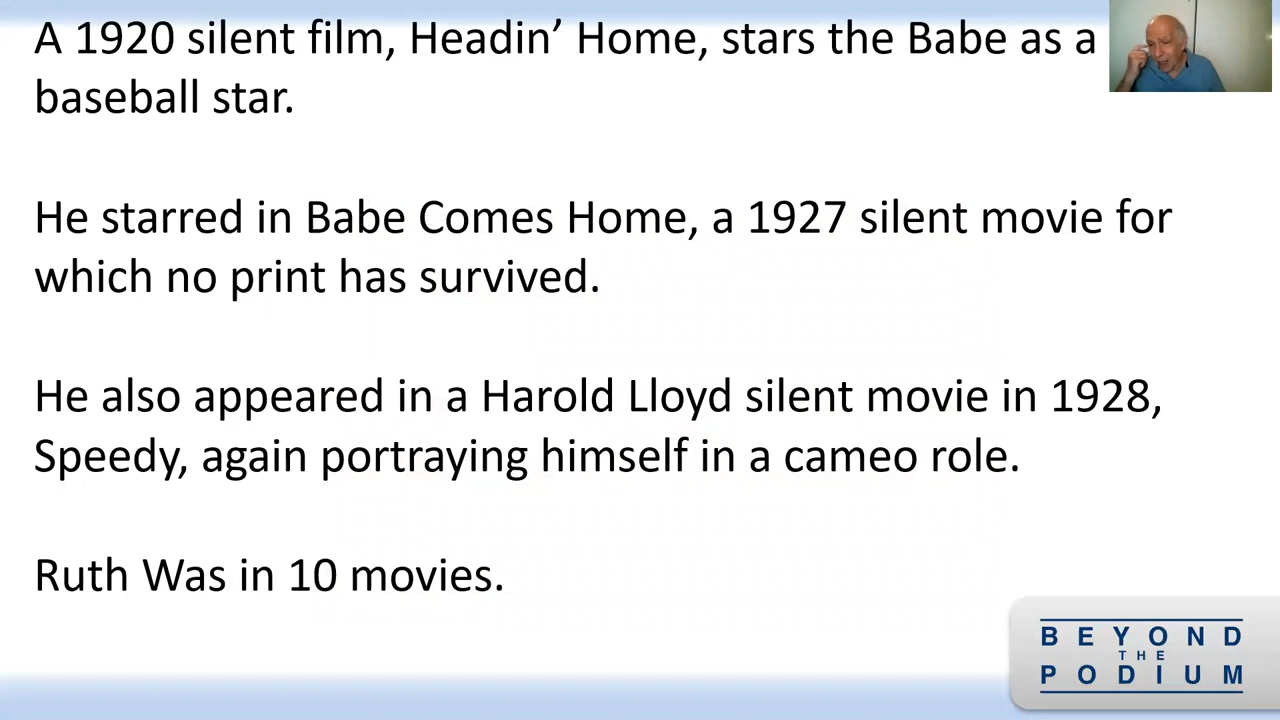 A 1920 silent film, Headin’ Home, stars the Babe as a
baseball star.
He starred in Babe Comes Home, a 1927 silent movie for
which no print has survived.
He also appeared in a Harold Lloyd silent movie in 1928,
Speedy, again portraying himself in a cameo role.
Ruth Was in 10 movies.
BEYOND
THE
PODIUM